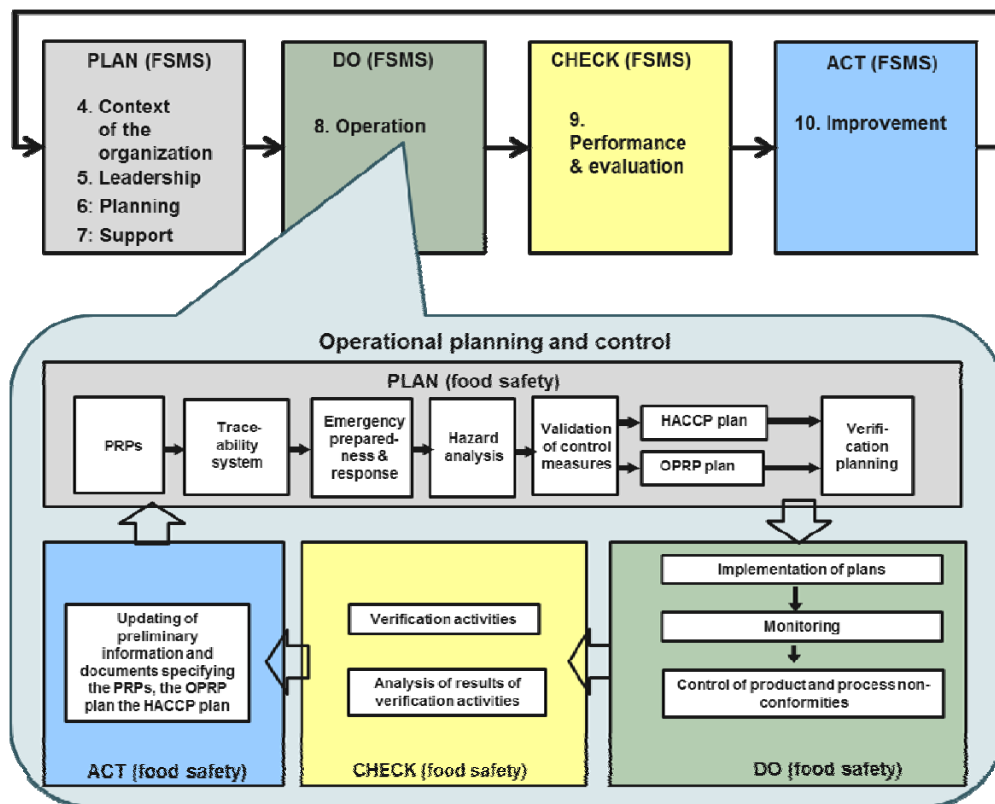 PLAN (FSMS)
4. Context
of the
organization
5. Leadership
6: Planning
7: Support
DO (FSMS)
8. Operation
CHECK (FSMS)
9.
Performance
& evaluation
ACT (FSMS)
10. Improvement
Operational planning and control
PLAN (food safety)
PRPs
Trace-
ability
system
Emergency
prepared-
ness &
response
Hazard
analysis
Validation
of control
measures
HACCP plan
OPRP plan
Verifi-
cation
planning
Updating of
preliminary
information and
documents specifying
the PRPs, the OPRP
plan the HACCP plan
ACT (food safety)
Verification activities
Analysis of results of
verification activities
CHECK (food safety)
Implementation of plans
Monitoring
Control of product and process non-
conformities
DO (food safety)